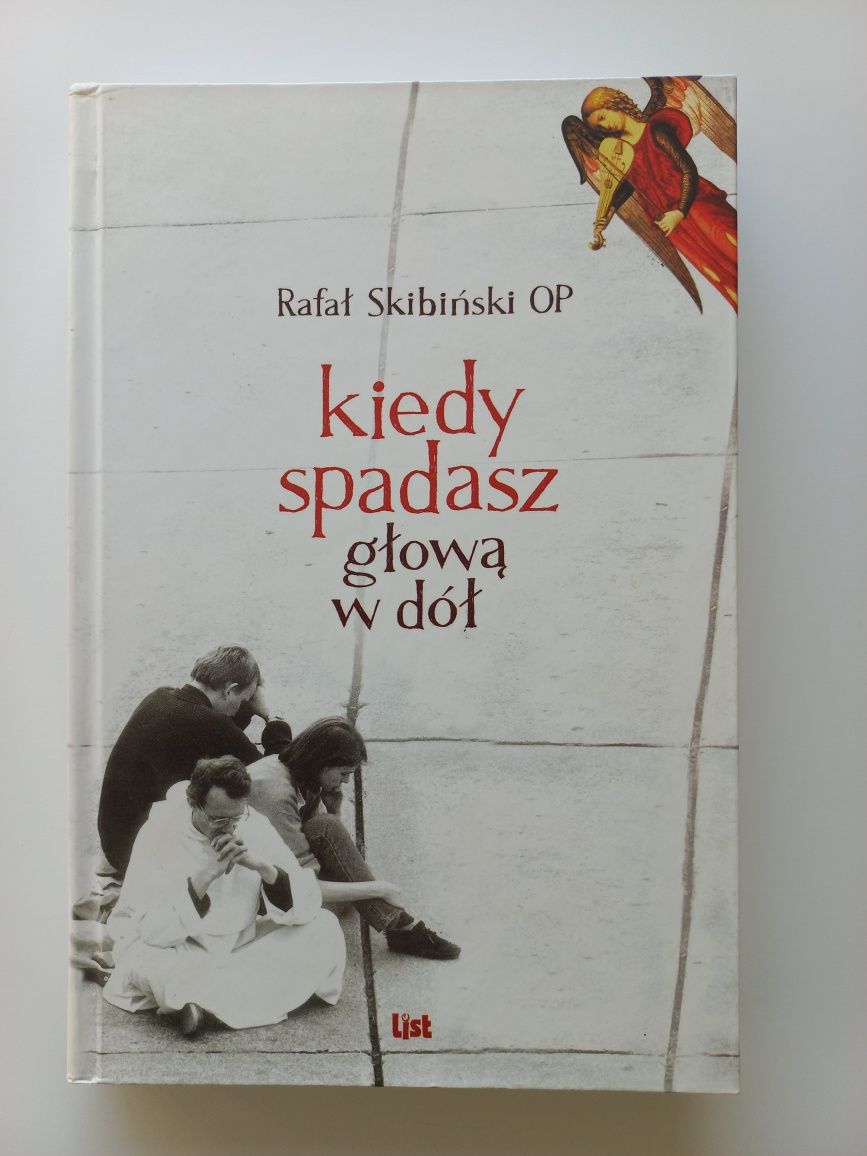 Rafał Skibiński OP
kiedy
spadasz
głową
w dół
List